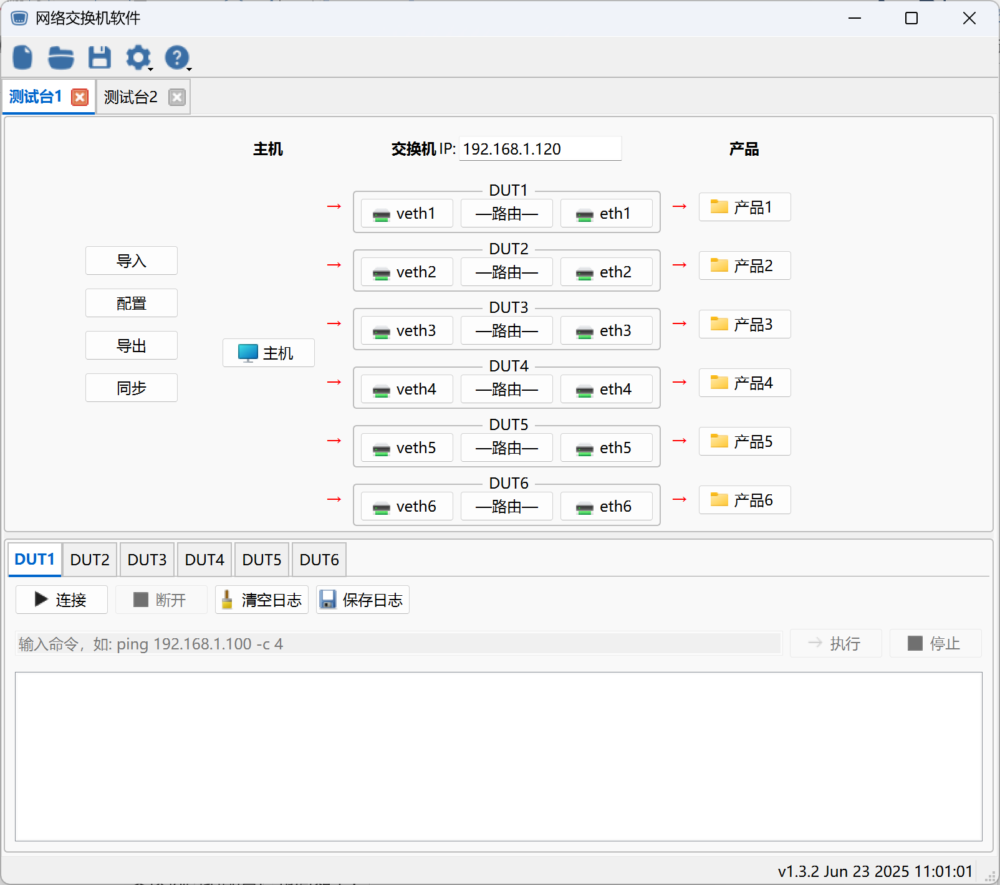 网络交换机软件
测试台1 测试台2
主机 交换机 IP: 192.168.1.120 产品
DUT1
veth1 —路由— eth1 产品1
DUT2
导入 veth2 —路由— eth2 产品2
配置
DUT3
veth3 —路由— eth3 产品3
导出 主机
DUT4
同步 veth4 —路由— eth4 产品4
DUT5
veth5 —路由— eth5 产品5
DUT6
veth6 —路由— eth6 产品6
DUT1 DUT2 DUT3 DUT4 DUT5 DUT6
连接 断开 清空日志 保存日志
输入命令，如: ping 192.168.1.100 -c 4 执行 停止
v1.3.2 Jun 23 2025 11:01:01